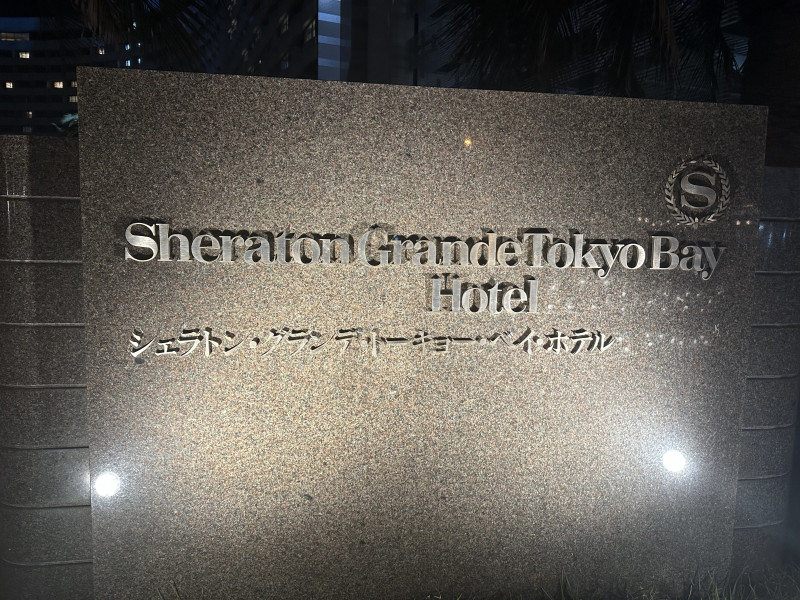 S
Sheraton Grande Tokyo Bay
Hotel
シェラトン・グランデ・トーキョー・ベイ・ホテル